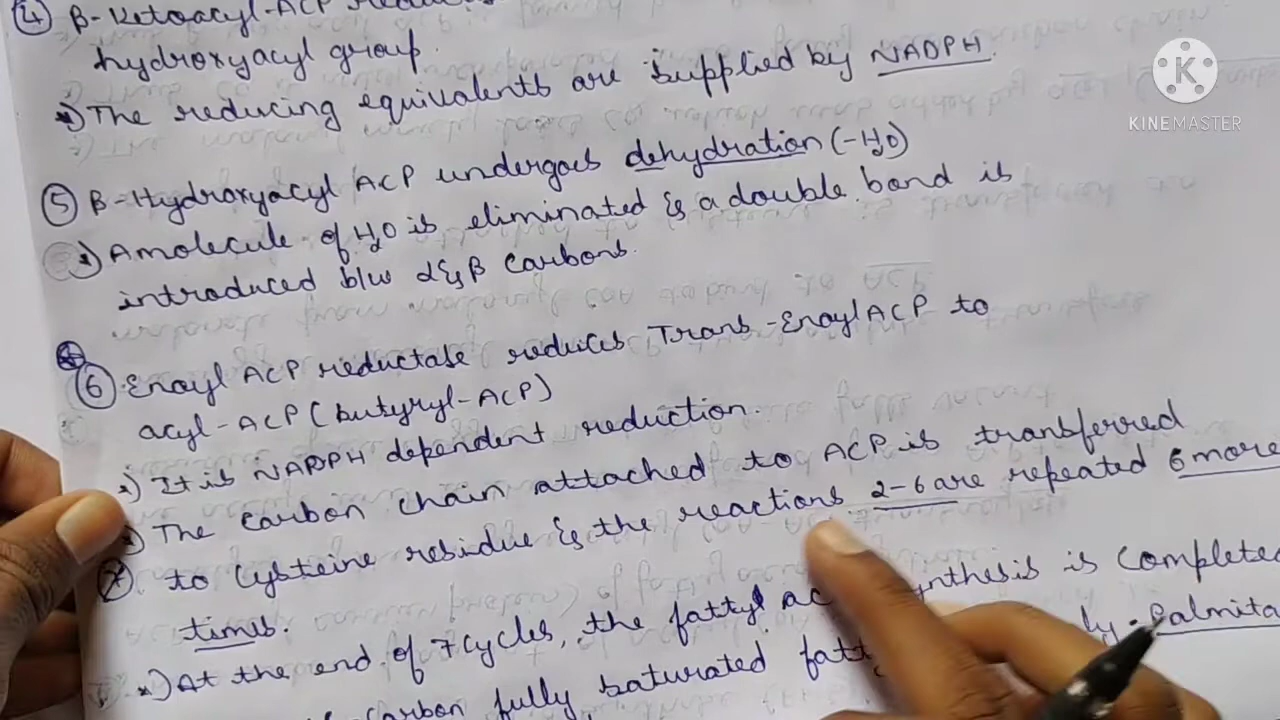 ④ β-Ketoacyl-ACP
hydroxyacyl group.
*) The reducing equivalents are supplied by NADPH.
⑤ β-Hydroxyacyl ACP undergoes dehydration (-H₂O)
*) A molecule of H₂O is eliminated & a double bond is
introduced b/w α & β carbons.
⑥ Enoyl ACP reductase reduces Trans-Enoyl ACP to
acyl-ACP (butyryl-ACP)
*) It is NADPH dependent reduction.
*) The carbon chain attached to ACP is transferred
⑦ to cysteine residue & the reactions 2-6 are repeated 6 more
times.
*) At the end of 7 cycles, the fatty synthesis is completed
carbon fully saturated
KINEMASTER